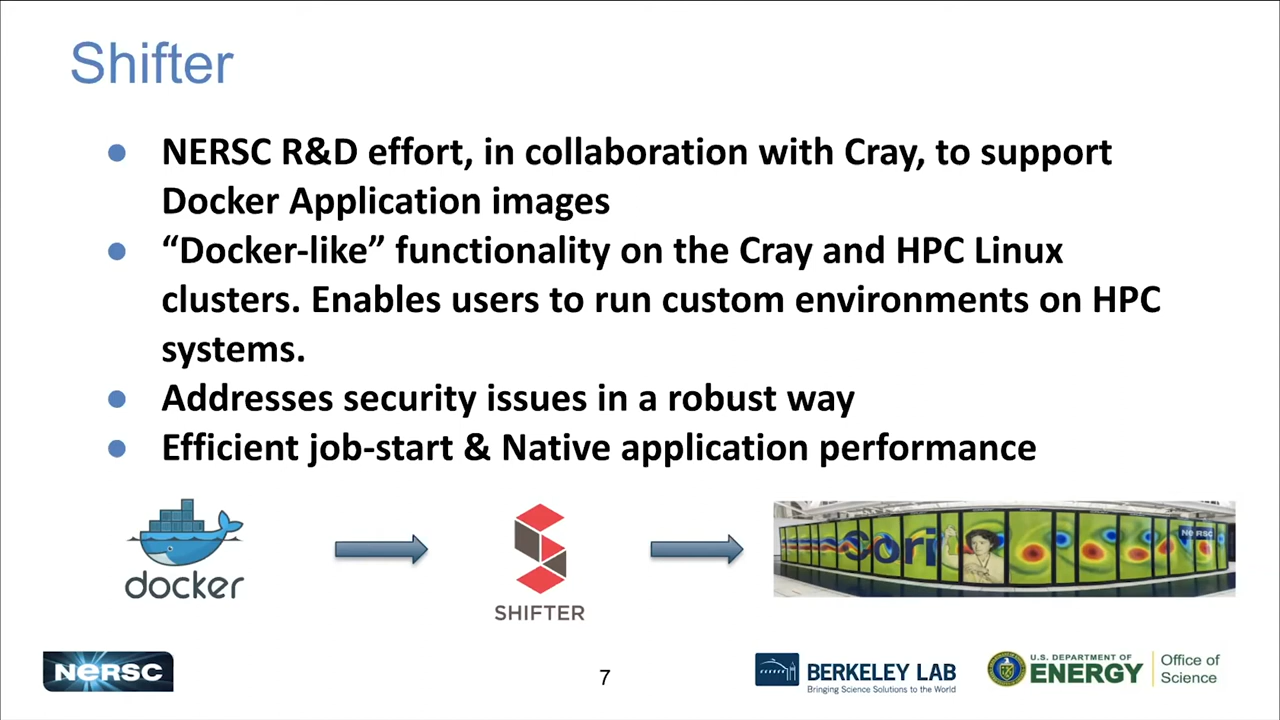 Shifter
● NERSC R&D effort, in collaboration with Cray, to support
Docker Application images
● “Docker-like” functionality on the Cray and HPC Linux
clusters. Enables users to run custom environments on HPC
systems.
● Addresses security issues in a robust way
● Efficient job-start & Native application performance
docker
SHIFTER
Cori
NERSC
NERSC
7
BERKELEY LAB
Bringing Science Solutions to the World
U.S. DEPARTMENT OF
ENERGY
Office of
Science